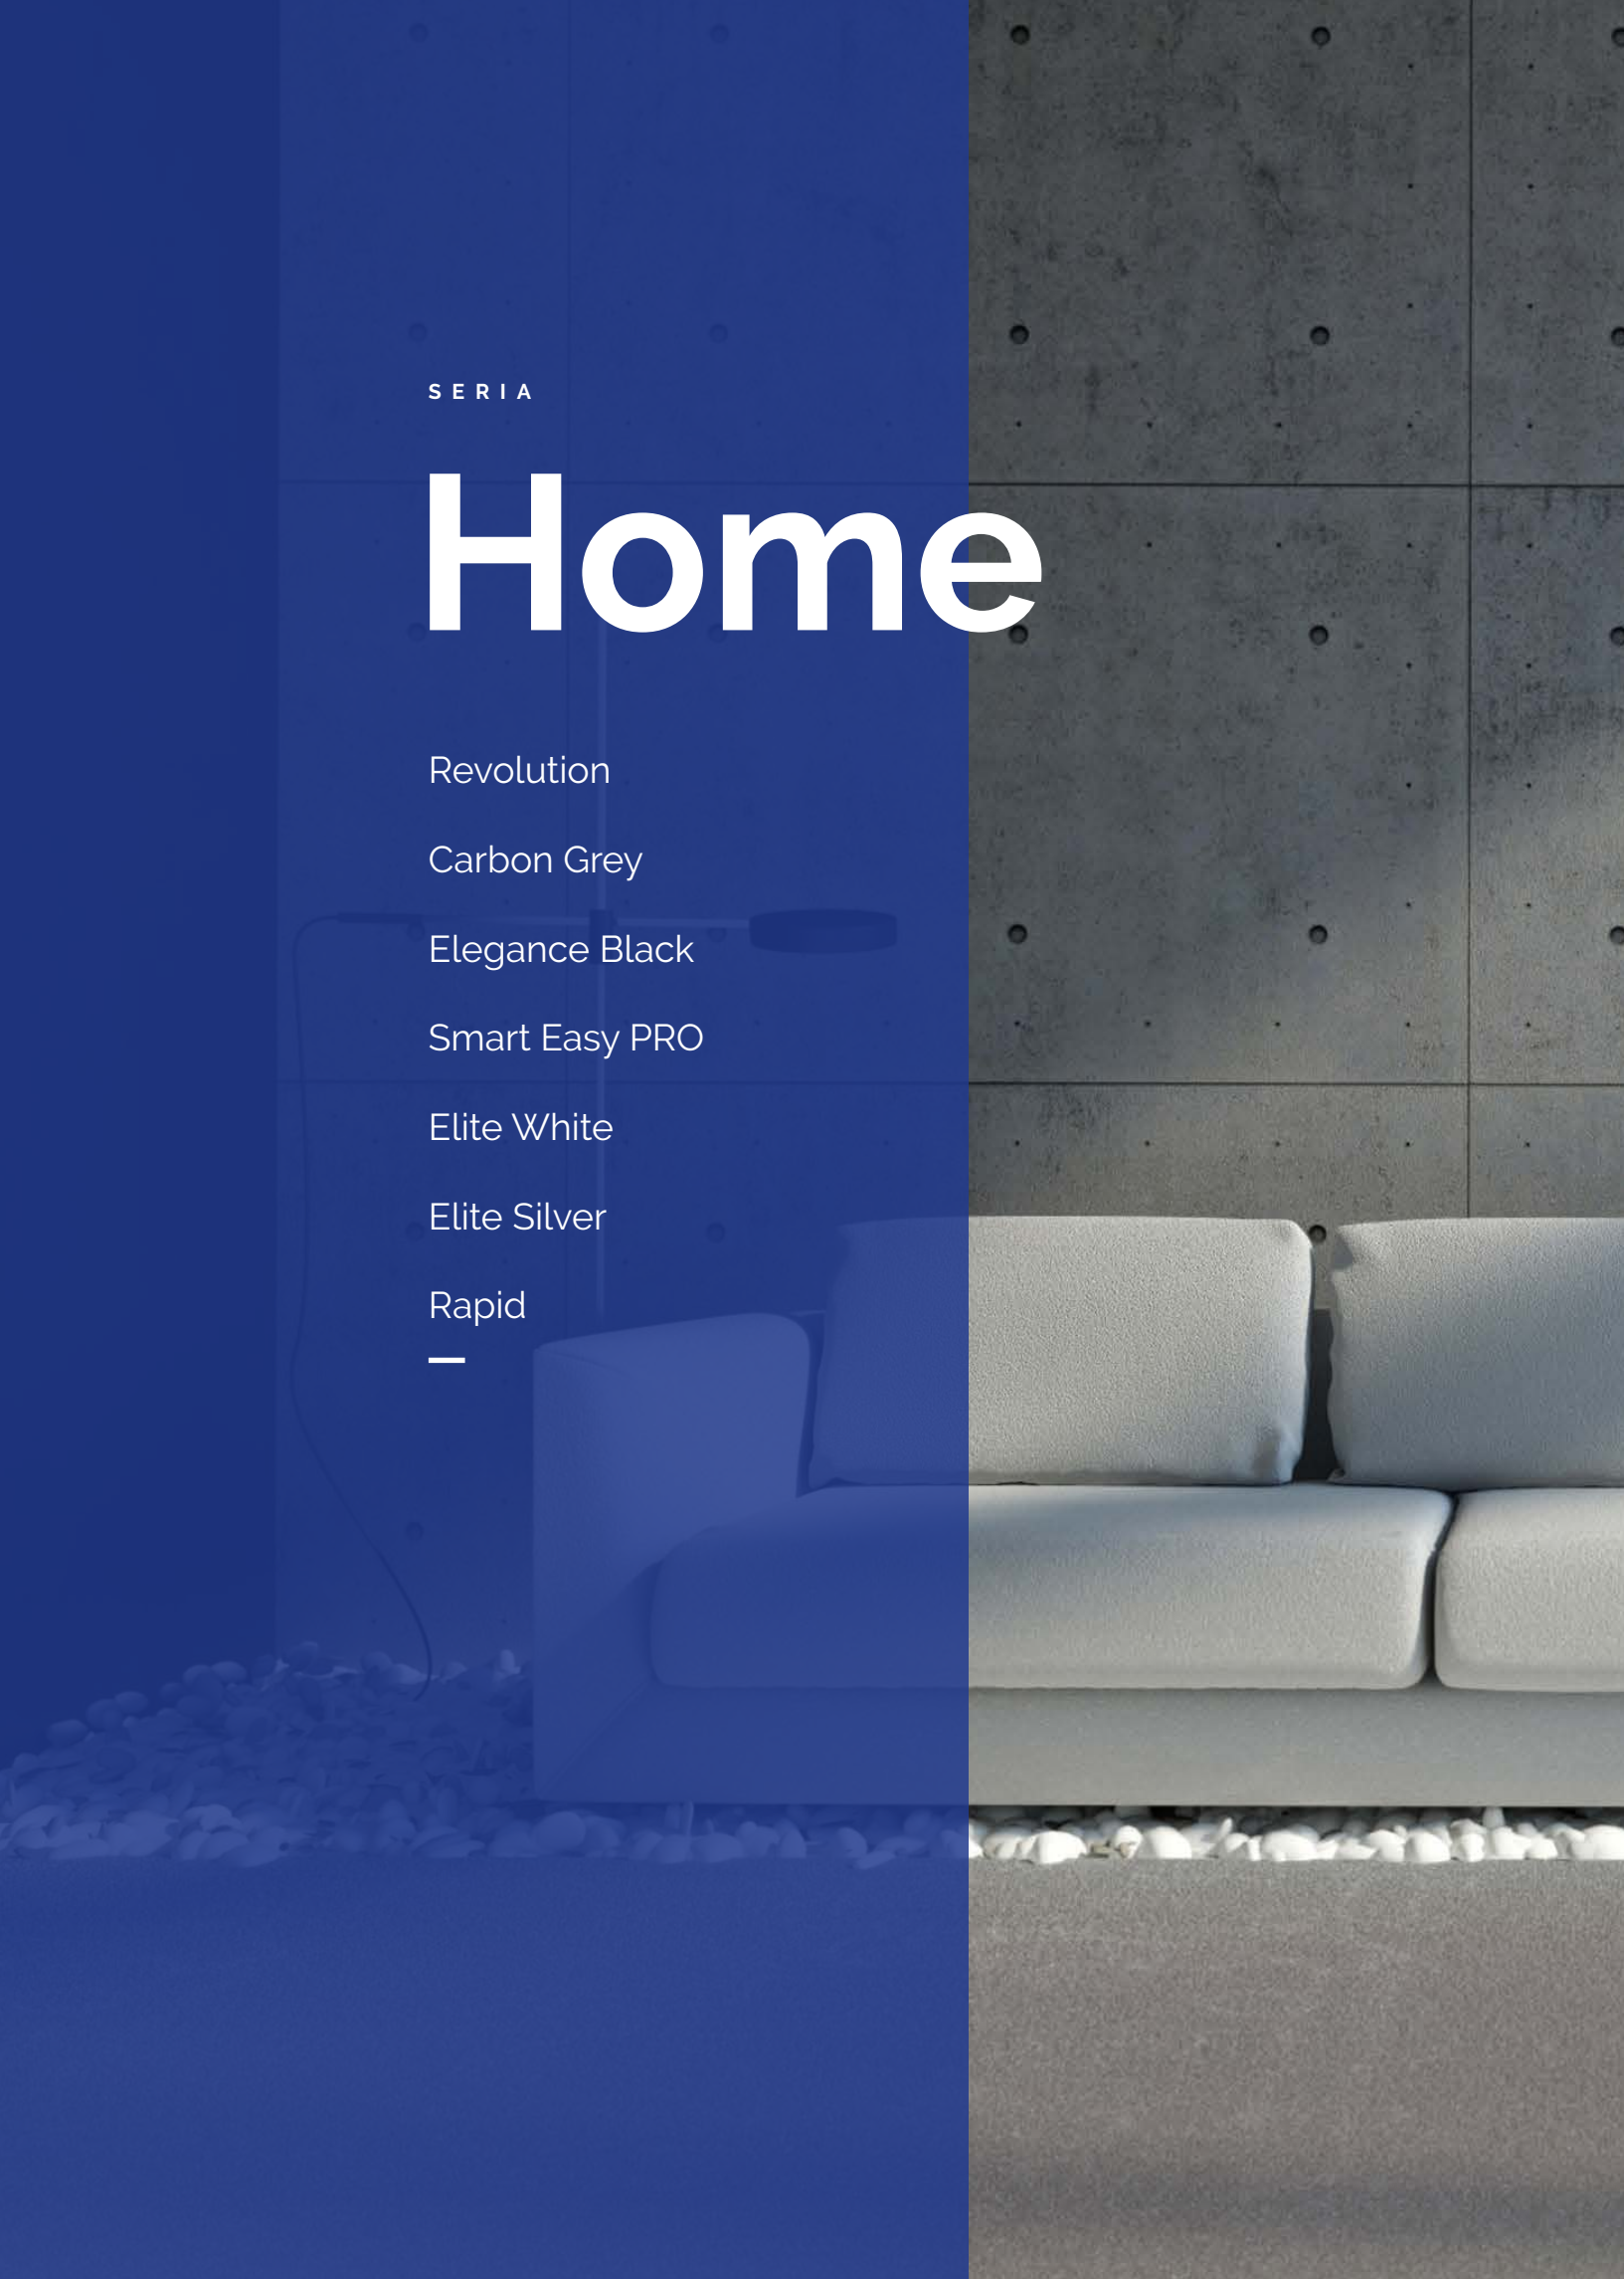 SERIA
Home
Revolution
Carbon Grey
Elegance Black
Smart Easy PRO
Elite White
Elite Silver
Rapid